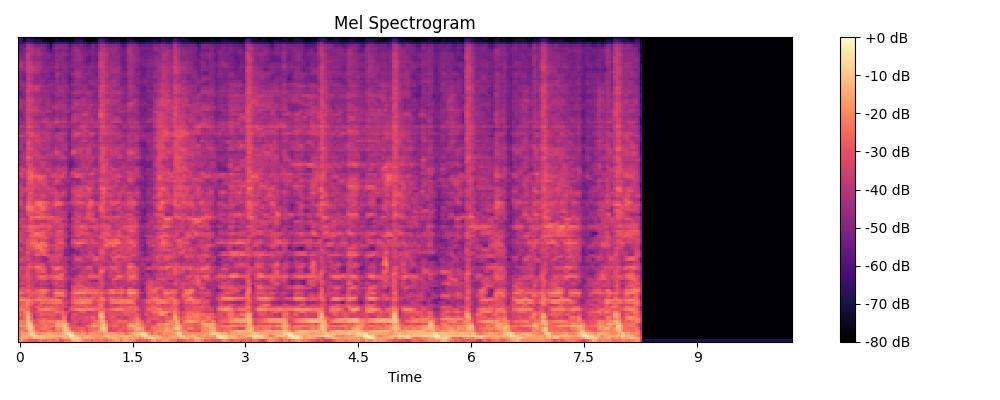 Mel Spectrogram
+0 dB
-10 dB
-20 dB
-30 dB
-40 dB
-50 dB
-60 dB
-70 dB
-80 dB
0 1.5 3 4.5 6 7.5 9
Time